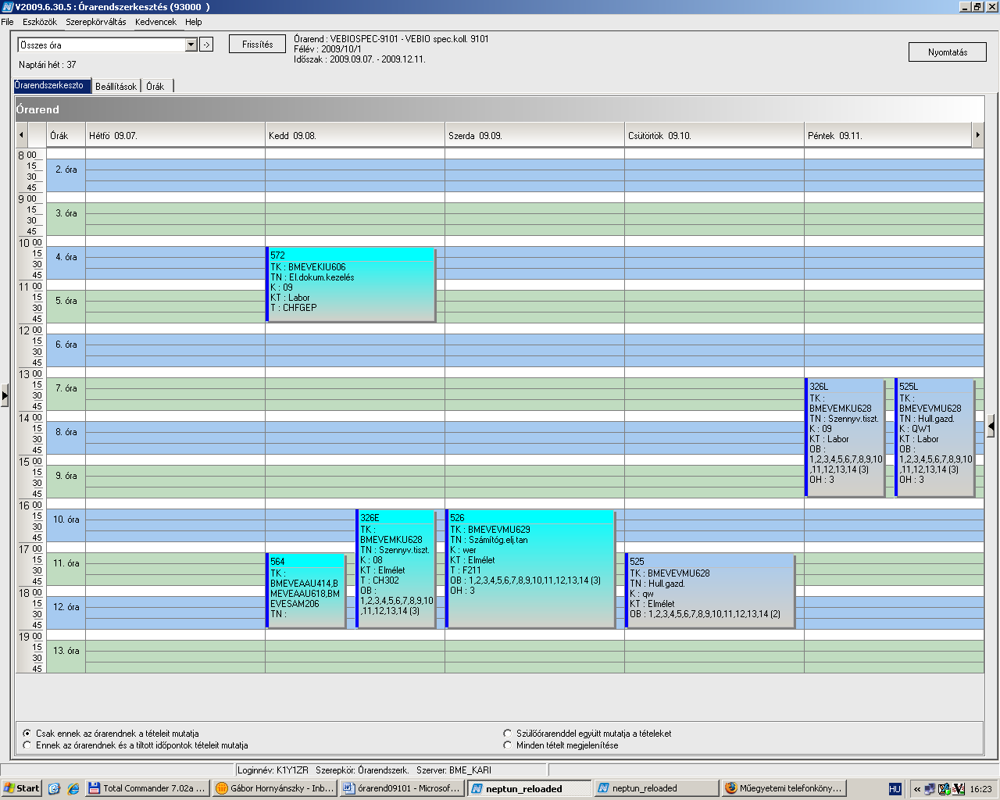 V2009.6.30.5 : Órarendszerkesztés (93000 )
File Eszközök Szerepkörváltás Kedvencek Help
Összes óra
->
Frissítés
Órarend : VEBIOSPEC-9101 - VEBIO spec.koll. 9101
Félév : 2009/10/1
Időszak : 2009.09.07. - 2009.12.11.
Nyomtatás
Naptári hét : 37
Órarendszerkeszto Beállítások Órák
Órarend
Órák Hétfő 09.07. Kedd 09.08. Szerda 09.09. Csütörtök 09.10. Péntek 09.11.
8 00
15
30
45
2. óra
9 00
15
30
45
3. óra
10 00
15
30
45
4. óra
11 00
15
30
45
5. óra
12 00
15
30
45
6. óra
13 00
15
30
45
7. óra
14 00
15
30
45
8. óra
15 00
15
30
45
9. óra
16 00
15
30
45
10. óra
17 00
15
30
45
11. óra
18 00
15
30
45
12. óra
19 00
15
30
45
13. óra
572
TK : BMEVEKIU606
TN : El.dokum.kezelés
K : 09
KT : Labor
T : CHFGEP
564
TK :
BMEVEAAU414,B
MEVEAAU618,BM
EVESAM206
TN :
326E
TK :
BMEVEMKU628
TN : Szennyv.tiszt.
K : 08
KT : Elmélet
T : CH302
OB :
1,2,3,4,5,6,7,8,9,10
,11,12,13,14 (3)
526
TK : BMEVEVMU629
TN : Számítóg.elj.tan
K : wer
KT : Elmélet
T : F211
OB : 1,2,3,4,5,6,7,8,9,10,11,12,13,14 (3)
OH : 3
525
TK : BMEVEVMU628
TN : Hull.gazd.
K : qw
KT : Elmélet
OB : 1,2,3,4,5,6,7,8,9,10,11,12,13,14 (2)
326L
TK :
BMEVEMKU628
TN : Szennyv.tiszt.
K : 09
KT : Labor
OB :
1,2,3,4,5,6,7,8,9,10
,11,12,13,14 (3)
OH : 3
525L
TK :
BMEVEVMU628
TN : Hull.gazd.
K : QW1
KT : Labor
OB :
1,2,3,4,5,6,7,8,9,10
,11,12,13,14 (3)
OH : 3
Csak ennek az órarendnek a tételeit mutatja
Ennek az órarendnek és a tiltott időpontok tételeit mutatja
Szülőórarenddel együtt mutatja a tételeket
Minden tételt megjelenítése
Loginnév: K1Y1ZR Szerepkör: Órarendszerk. Szerver: BME_KARI
Start Total Commander 7.02a ... Gábor Hornyánszky - Inb... órarend09101 - Microsof... neptun_reloaded neptun_reloaded Műegyetemi telefonköny... HU « 16:23